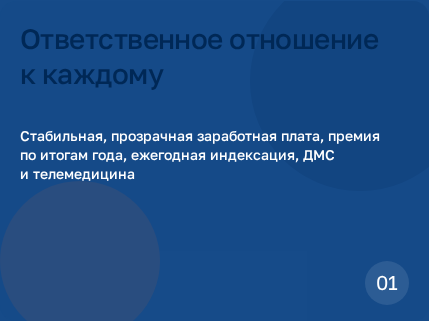 Ответственное отношение
к каждому
Стабильная, прозрачная заработная плата, премия
по итогам года, ежегодная индексация, ДМС
и телемедицина
01